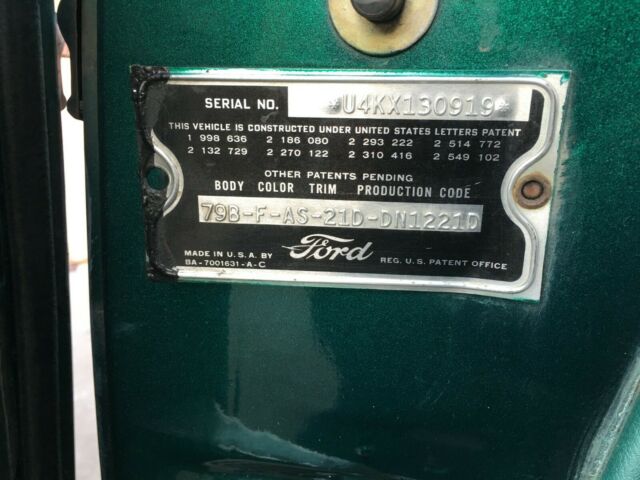 SERIAL NO. *U4KX130919*
THIS VEHICLE IS CONSTRUCTED UNDER UNITED STATES LETTERS PATENT
1 998 636 2 186 080 2 293 222 2 514 772
2 132 729 2 270 122 2 310 416 2 549 102
OTHER PATENTS PENDING
BODY COLOR TRIM PRODUCTION CODE
79B-F-AS-21D-DN1221D
MADE IN U.S.A. BY Ford REG. U.S. PATENT OFFICE
BA-7001631-A-C